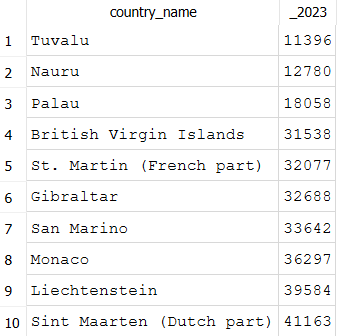 country_name _2023
1 Tuvalu 11396
2 Nauru 12780
3 Palau 18058
4 British Virgin Islands 31538
5 St. Martin (French part) 32077
6 Gibraltar 32688
7 San Marino 33642
8 Monaco 36297
9 Liechtenstein 39584
10 Sint Maarten (Dutch part) 41163